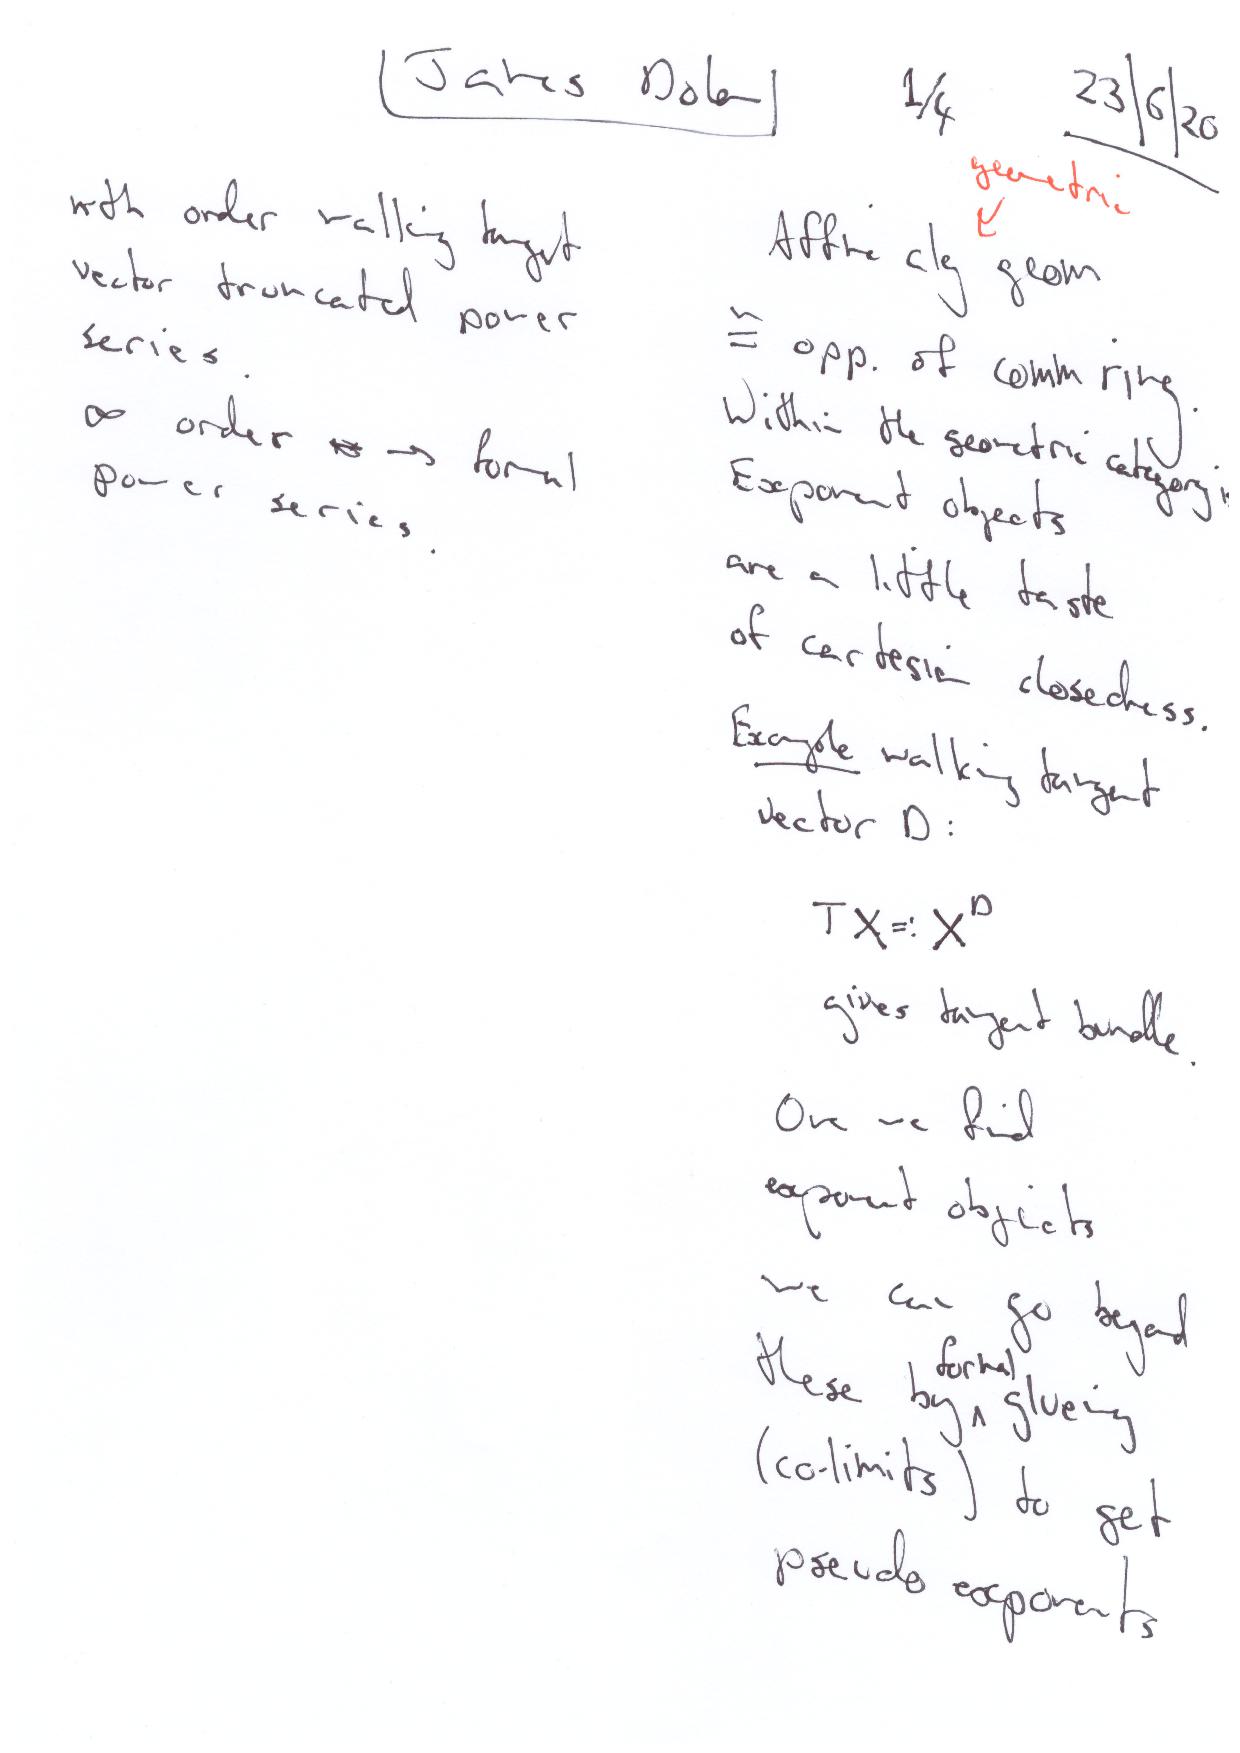 James Dolan
1/4
23/6/20
nth order walking tangent
vector truncated power
series.
∞ order → formal
power series.
geometric
Affine alg geom
≅ opp. of comm ring.
Within the geometric category
Exponent objects
are a little taste
of cartesian closedness.
Example walking tangent
vector D:
TX=: X^D
gives tangent bundle.
Once we find
exponent objects
we can go beyond
formal
these by ∧ glueing
(co-limits) to get
pseudo exponents